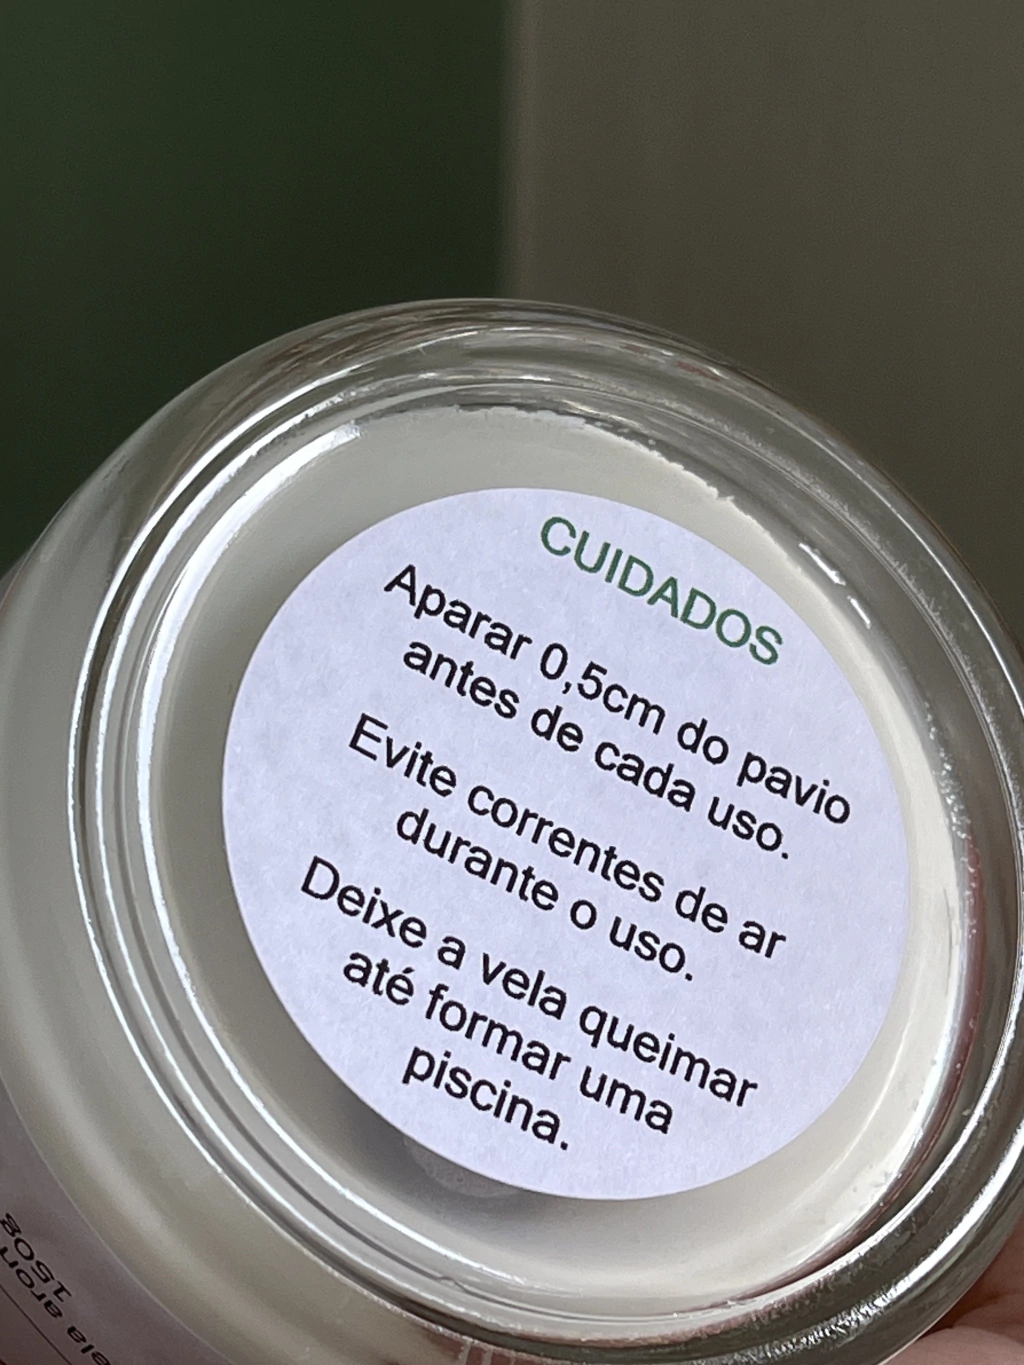 CUIDADOS
Aparar 0,5cm do pavio
antes de cada uso.
Evite correntes de ar
durante o uso.
Deixe a vela queimar
até formar uma
piscina.
150g